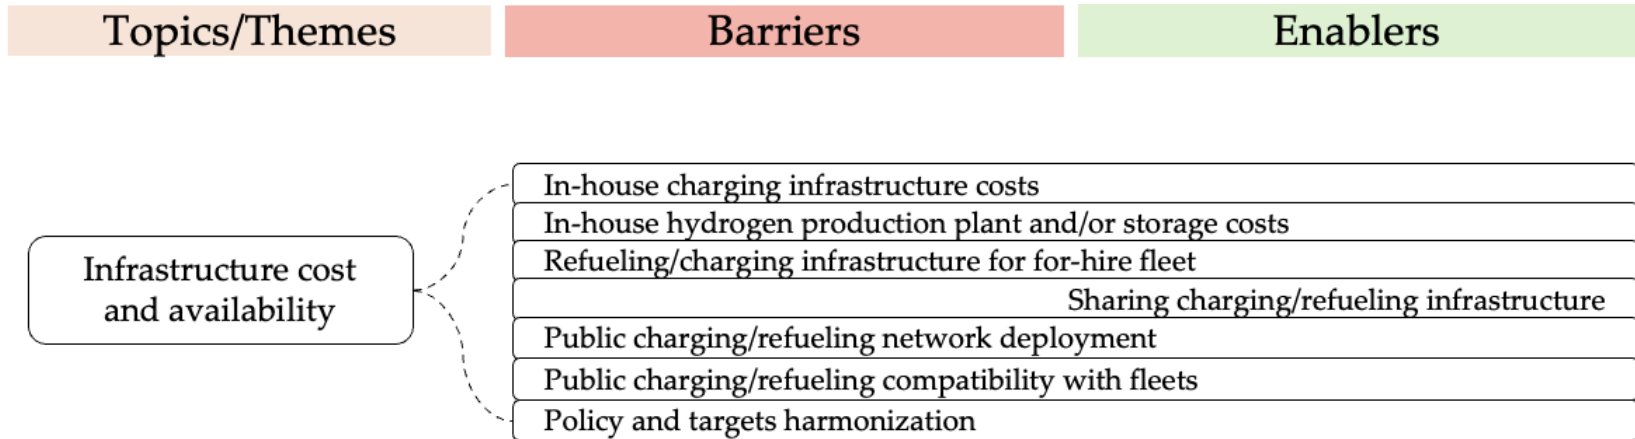 Topics/Themes
Barriers
Enablers
Infrastructure cost
and availability
In-house charging infrastructure costs
In-house hydrogen production plant and/or storage costs
Refueling/charging infrastructure for for-hire fleet
Sharing charging/refueling infrastructure
Public charging/refueling network deployment
Public charging/refueling compatibility with fleets
Policy and targets harmonization